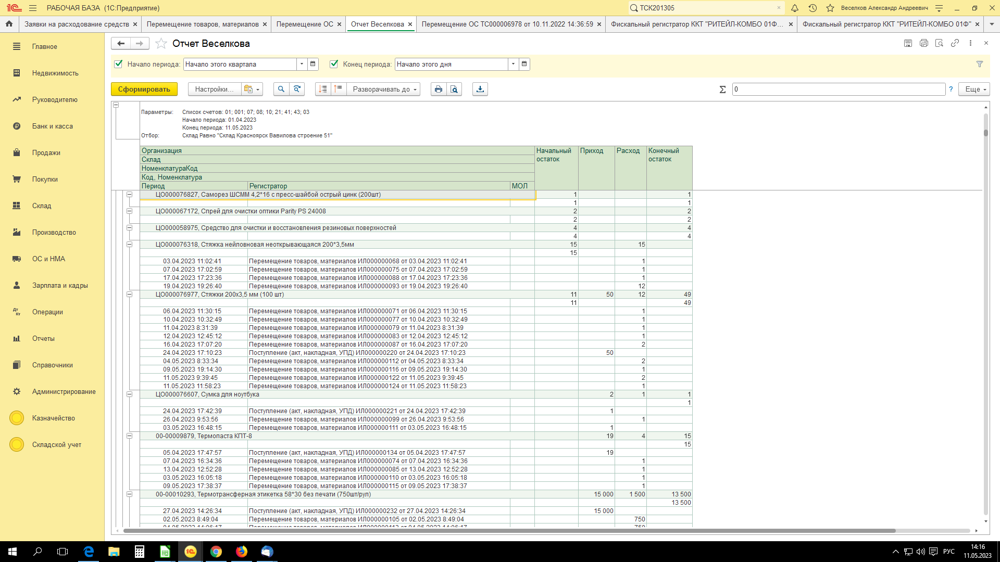 РАБОЧАЯ БАЗА (1С:Предприятие)
ТСК201305
Веселков Александр Андреевич
Заявки на расходование средств
Перемещение товаров, материалов
Перемещение ОС
Отчет Веселкова
Перемещение ОС ТС000006978 от 10.11.2022 14:36:59
Фискальный регистратор ККТ "РИТЕЙЛ-КОМБО 01Ф...
Фискальный регистратор ККТ "РИТЕЙЛ-КОМБО 01Ф"
Главное
Недвижимость
Руководителю
Банк и касса
Продажи
Покупки
Склад
Производство
ОС и НМА
Зарплата и кадры
Операции
Отчеты
Справочники
Администрирование
Казначейство
Складской учет
Отчет Веселкова
Начало периода: Начало этого квартала
Конец периода: Начало этого дня
Сформировать
Настройки...
Разворачивать до
Σ 0 ?
Еще
Параметры: Список счетов: 01; 001; 07; 08; 10; 21; 41; 43; 03
Начало периода: 01.04.2023
Конец периода: 11.05.2023
Отбор: Склад Равно "Склад Красноярск Вавилова строение 51"
Организация
Склад
НоменклатураКод
Код, Номенклатура
Период Регистратор МОЛ
Начальный остаток Приход Расход Конечный остаток
ЦО000076827, Саморез ШСММ 4,2*16 с пресс-шайбой острый цинк (200шт) 1 1
1 1
ЦО000067172, Спрей для очистки оптики Parity PS 24008 2 2
2 2
ЦО000058975, Средство для очистки и восстановления резиновых поверхностей 4 4
4 4
ЦО000076318, Стяжка нейловновая неоткрывающаяся 200*3,5мм 15 15
15
03.04.2023 11:02:41 Перемещение товаров, материалов ИЛ000000068 от 03.04.2023 11:02:41 1
07.04.2023 17:02:59 Перемещение товаров, материалов ИЛ000000075 от 07.04.2023 17:02:59 1
17.04.2023 17:23:36 Перемещение товаров, материалов ИЛ000000088 от 17.04.2023 17:23:36 1
19.04.2023 19:26:40 Перемещение товаров, материалов ИЛ000000093 от 19.04.2023 19:26:40 12
ЦО000076977, Стяжки 200x3,5 мм (100 шт) 11 50 12 49
11 49
06.04.2023 11:30:15 Перемещение товаров, материалов ИЛ000000071 от 06.04.2023 11:30:15 1
10.04.2023 10:32:49 Перемещение товаров, материалов ИЛ000000077 от 10.04.2023 10:32:49 1
11.04.2023 8:31:39 Перемещение товаров, материалов ИЛ000000079 от 11.04.2023 8:31:39 1
12.04.2023 12:45:12 Перемещение товаров, материалов ИЛ000000083 от 12.04.2023 12:45:12 1
16.04.2023 17:07:20 Перемещение товаров, материалов ИЛ000000087 от 16.04.2023 17:07:20 2
24.04.2023 17:10:23 Поступление (акт, накладная, УПД) ИЛ000000220 от 24.04.2023 17:10:23 50
04.05.2023 8:33:34 Перемещение товаров, материалов ИЛ000000112 от 04.05.2023 8:33:34 2
09.05.2023 19:14:30 Перемещение товаров, материалов ИЛ000000116 от 09.05.2023 19:14:30 1
11.05.2023 9:39:45 Перемещение товаров, материалов ИЛ000000122 от 11.05.2023 9:39:45 2
11.05.2023 11:58:23 Перемещение товаров, материалов ИЛ000000124 от 11.05.2023 11:58:23 1
ЦО000076607, Сумка для ноутбука 2 1 1
1
24.04.2023 17:42:39 Поступление (акт, накладная, УПД) ИЛ000000221 от 24.04.2023 17:42:39 1
26.04.2023 9:53:56 Перемещение товаров, материалов ИЛ000000099 от 26.04.2023 9:53:56 1
03.05.2023 16:48:15 Перемещение товаров, материалов ИЛ000000111 от 03.05.2023 16:48:15 1
00-00009879, Термопаста КПТ-8 19 4 15
15
05.04.2023 17:47:57 Поступление (акт, накладная, УПД) ИЛ000000134 от 05.04.2023 17:47:57 19
07.04.2023 16:34:36 Перемещение товаров, материалов ИЛ000000074 от 07.04.2023 16:34:36 1
13.04.2023 12:52:28 Перемещение товаров, материалов ИЛ000000085 от 13.04.2023 12:52:28 1
03.05.2023 16:05:18 Перемещение товаров, материалов ИЛ000000110 от 03.05.2023 16:05:18 1
09.05.2023 17:38:37 Перемещение товаров, материалов ИЛ000000115 от 09.05.2023 17:38:37 1
00-00010293, Термотрансферная этикетка 58*30 без печати (750шт/рул) 15 000 1 500 13 500
13 500
27.04.2023 14:26:34 Поступление (акт, накладная, УПД) ИЛ000000232 от 27.04.2023 14:26:34 15 000
02.05.2023 8:49:04 Перемещение товаров, материалов ИЛ000000105 от 02.05.2023 8:49:04 750
РУС
14:16
11.05.2023